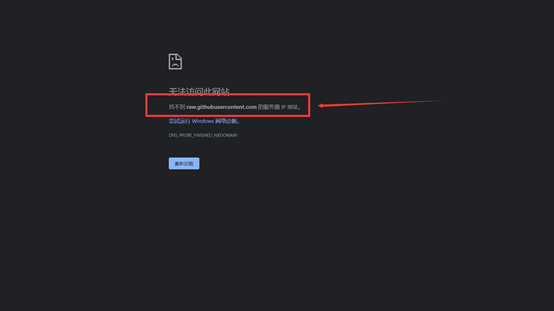 无法访问此网站
找不到 raw.githubusercontent.com 的服务器 IP 地址。
尝试运行 Windows 网络诊断。
DNS_PROBE_FINISHED_NXDOMAIN
重新加载